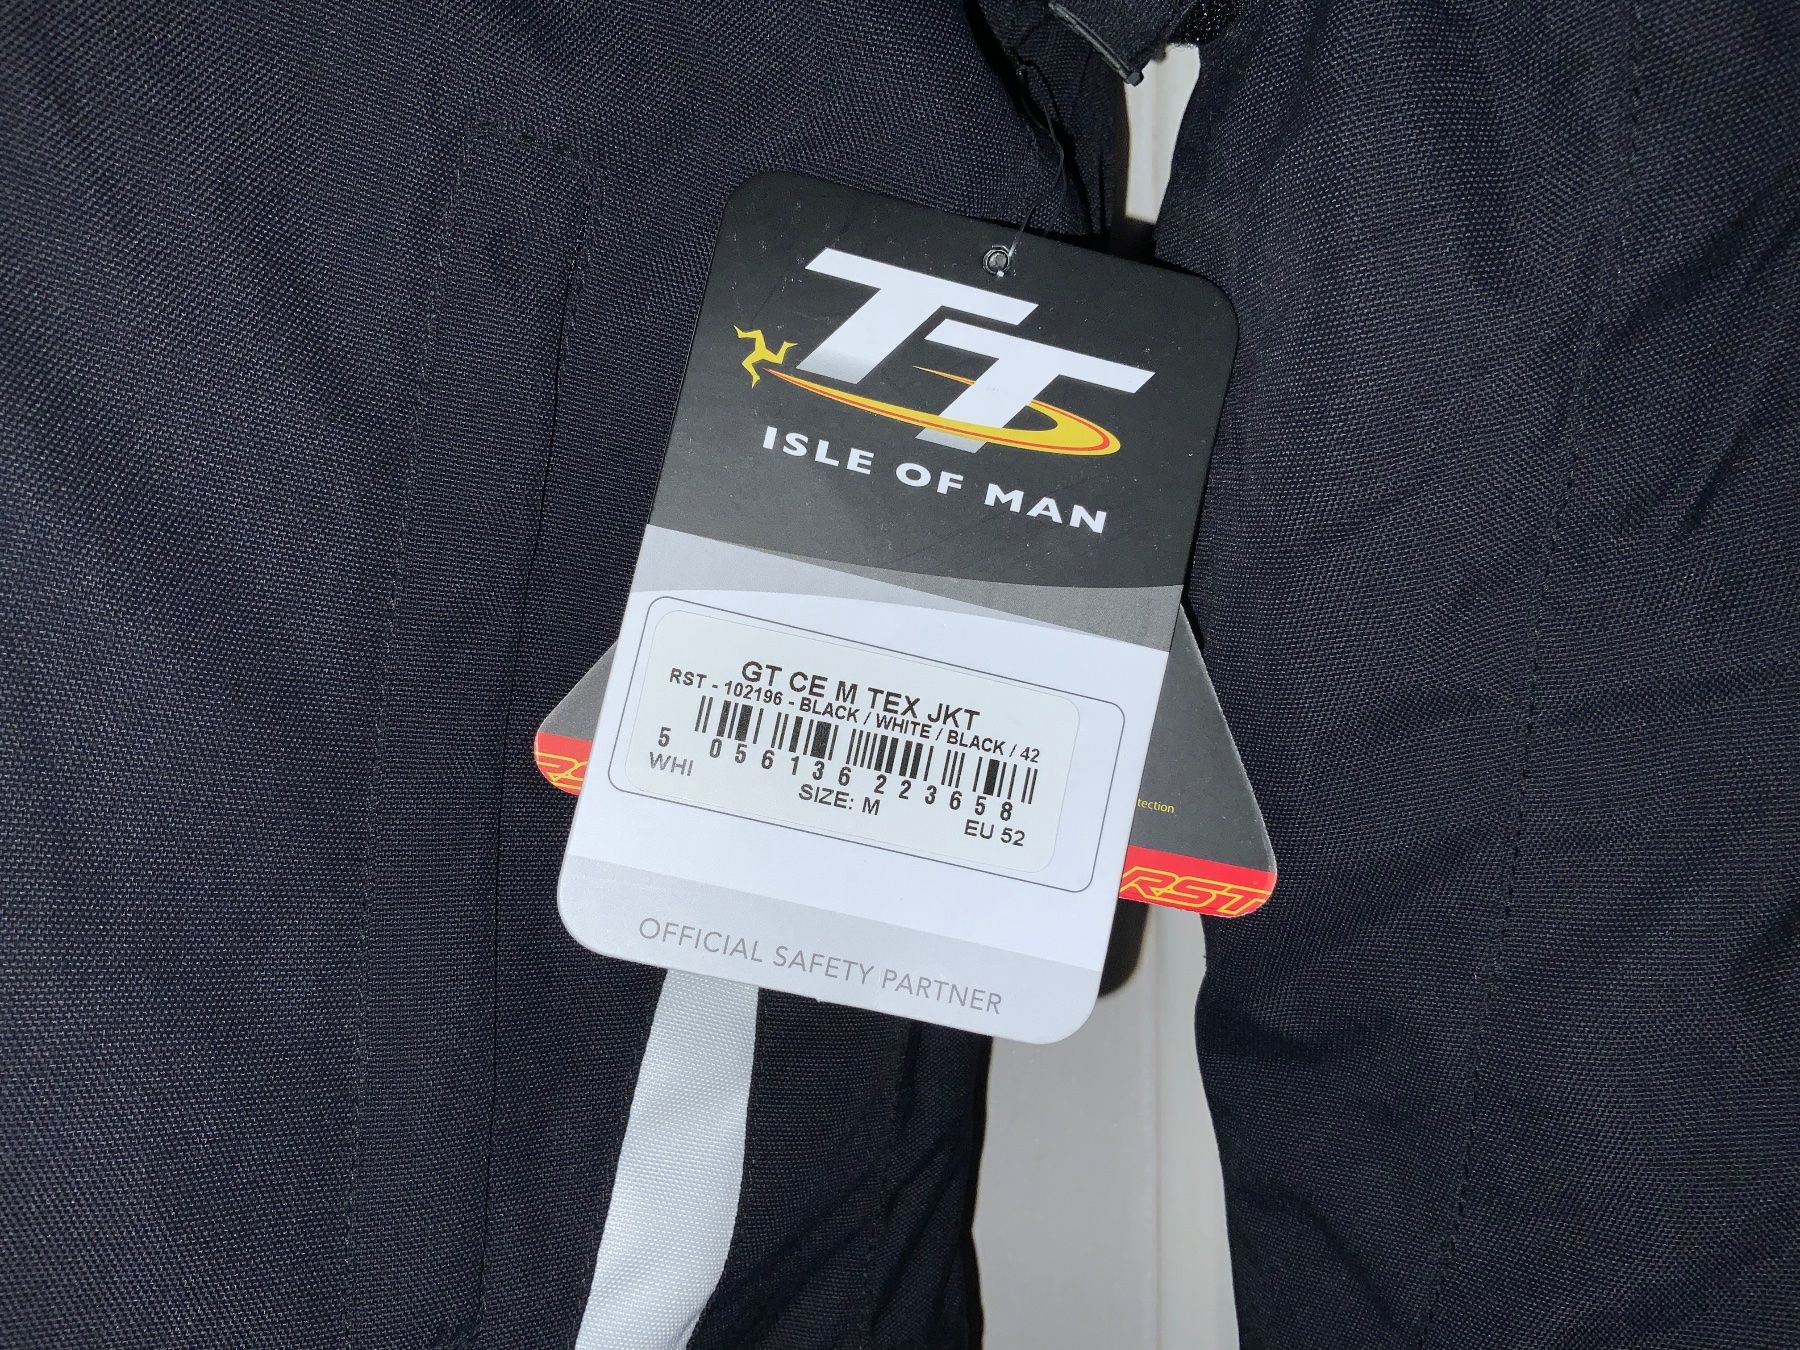 TT
ISLE OF MAN
GT CE M TEX JKT
RST - 102196 - BLACK / WHITE / BLACK / 42
5 056136 223658
WHI
SIZE: M
EU 52
tection
RST
OFFICIAL SAFETY PARTNER